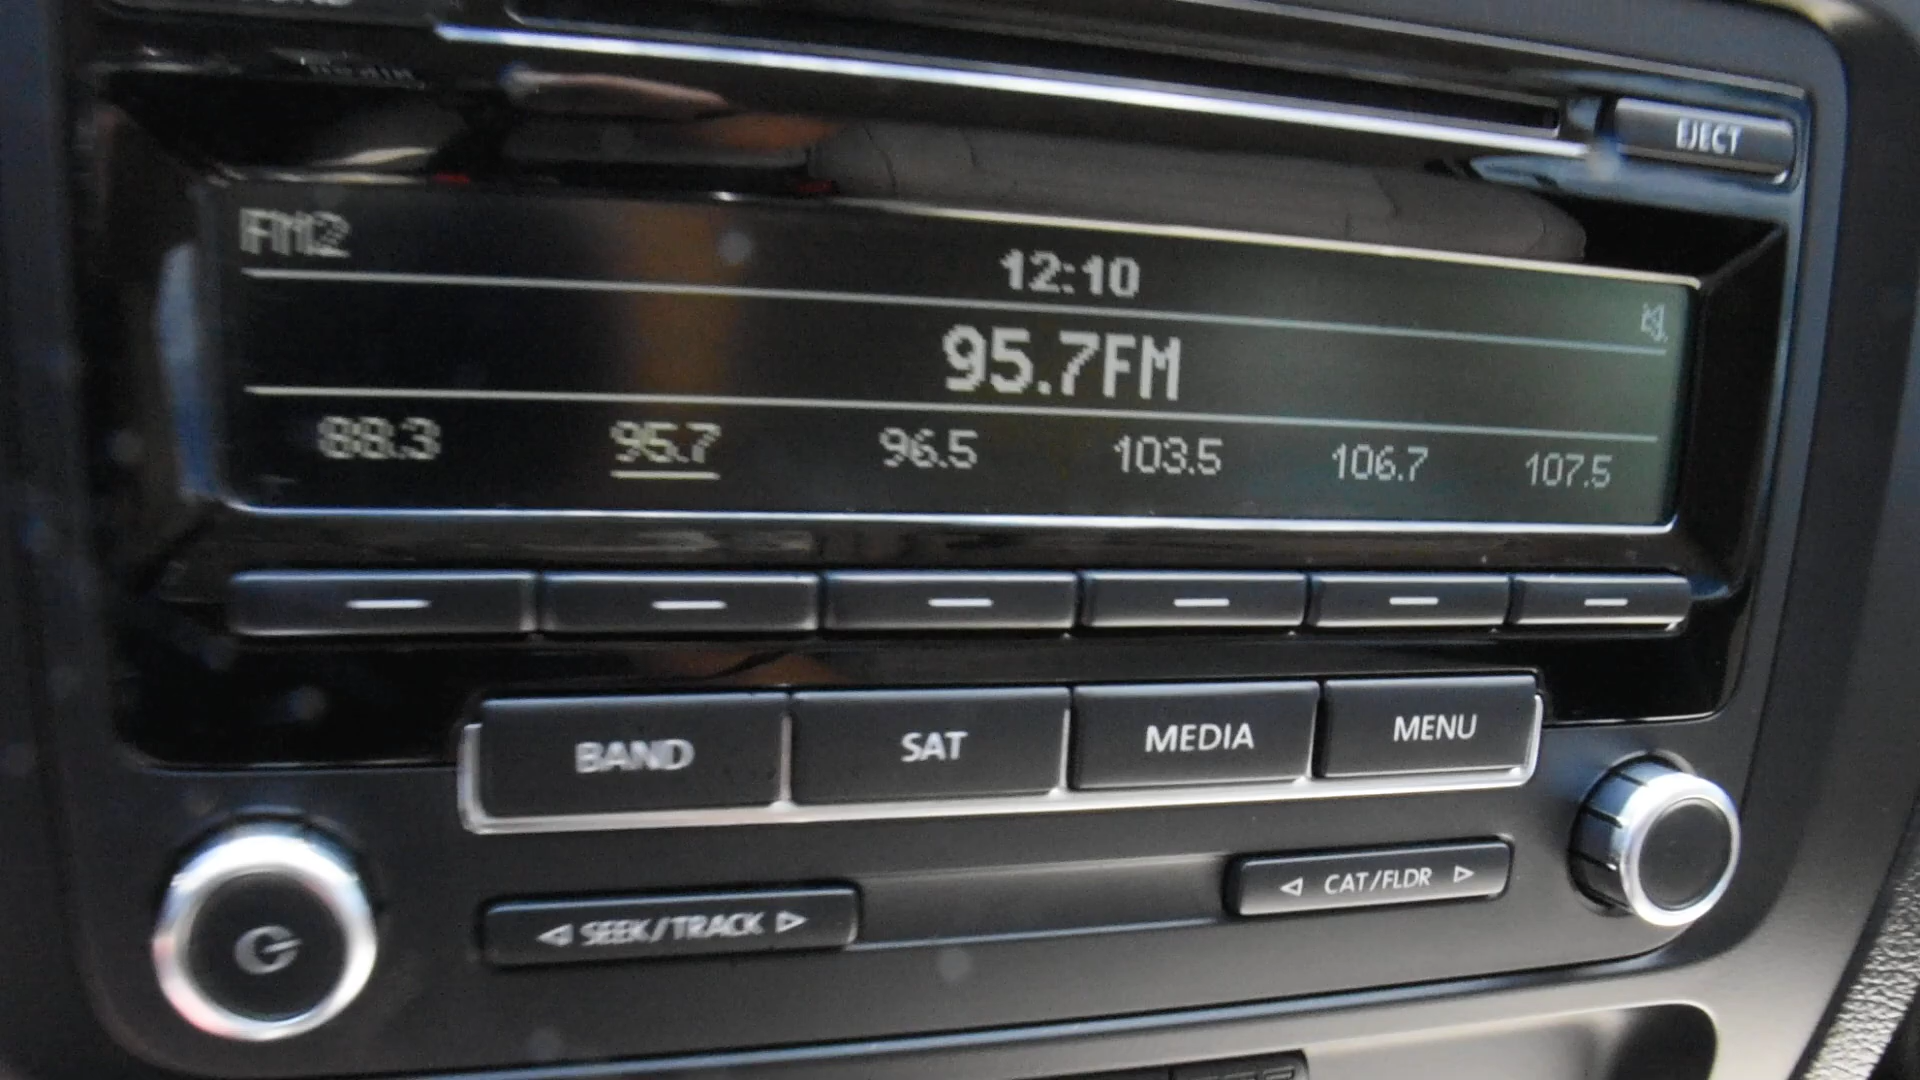 EJECT
FM2
12:10
95.7FM
88.3 95.7 96.5 103.5 106.7 107.5
BAND SAT MEDIA MENU
SEEK/TRACK CAT/FLDR